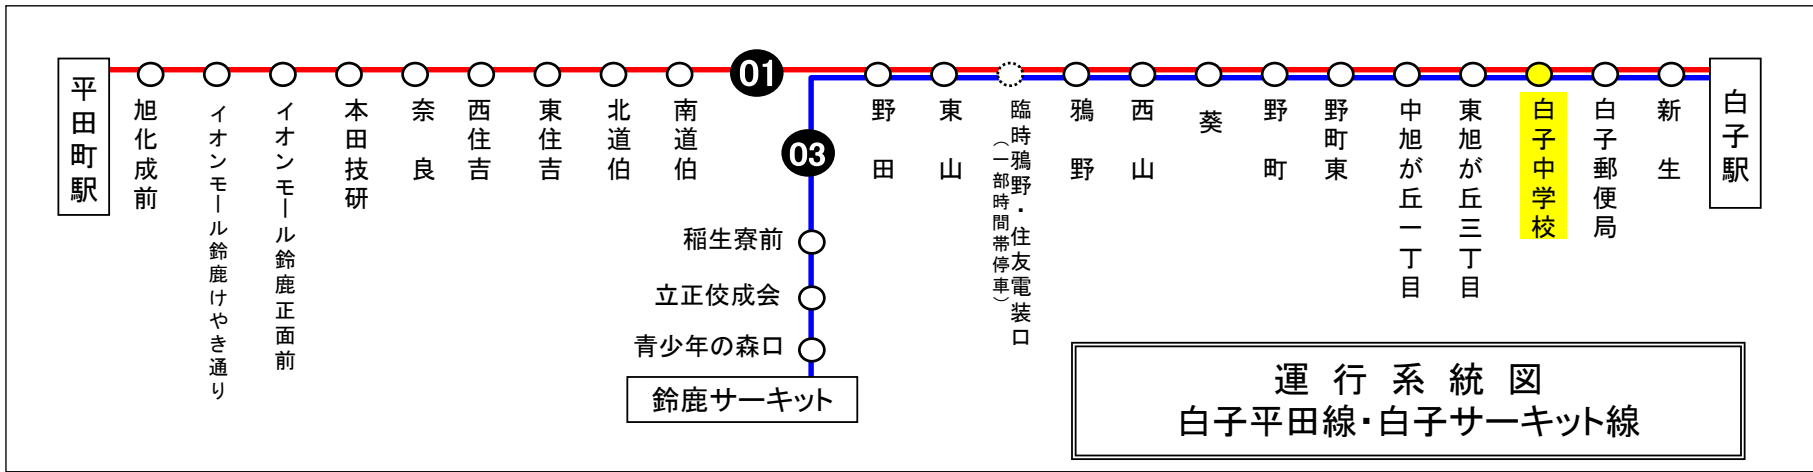 平田町駅
旭化成前
イオンモール鈴鹿けやき通り
イオンモール鈴鹿正面前
本田技研
奈良
西住吉
東住吉
北道伯
南道伯
01
03
野田
東山
臨時鴉野・住友電装口
（一部時間帯停車）
鴉野
西山
葵
野町
野町東
中旭が丘一丁目
東旭が丘三丁目
白子中学校
白子郵便局
新生
白子駅
稲生寮前
立正佼成会
青少年の森口
鈴鹿サーキット
運行系統図
白子平田線・白子サーキット線